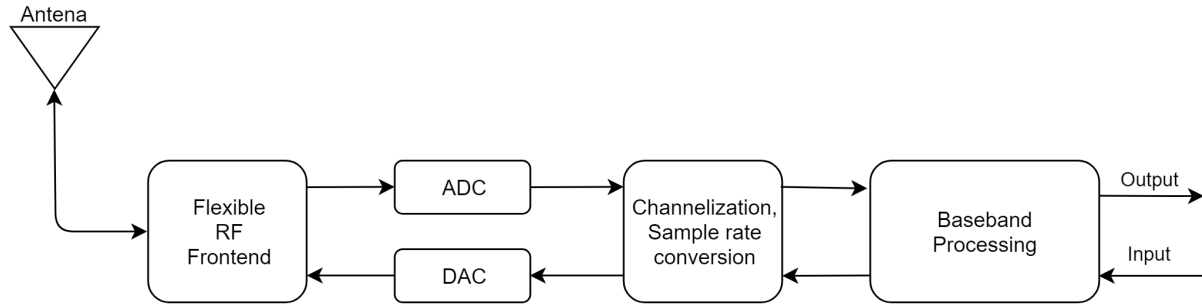 Antena
Flexible
RF
Frontend
ADC
DAC
Channelization,
Sample rate
conversion
Baseband
Processing
Output
Input